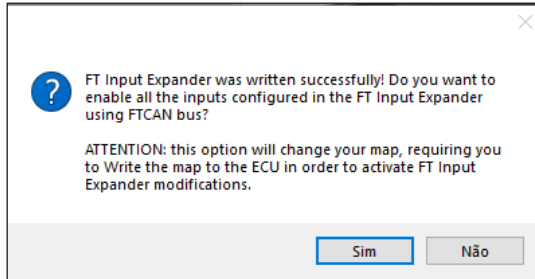 FT Input Expander was written successfully! Do you want to
enable all the inputs configured in the FT Input Expander
using FTCAN bus?
ATTENTION: this option will change your map, requiring you
to Write the map to the ECU in order to activate FT Input
Expander modifications.
Sim
Não